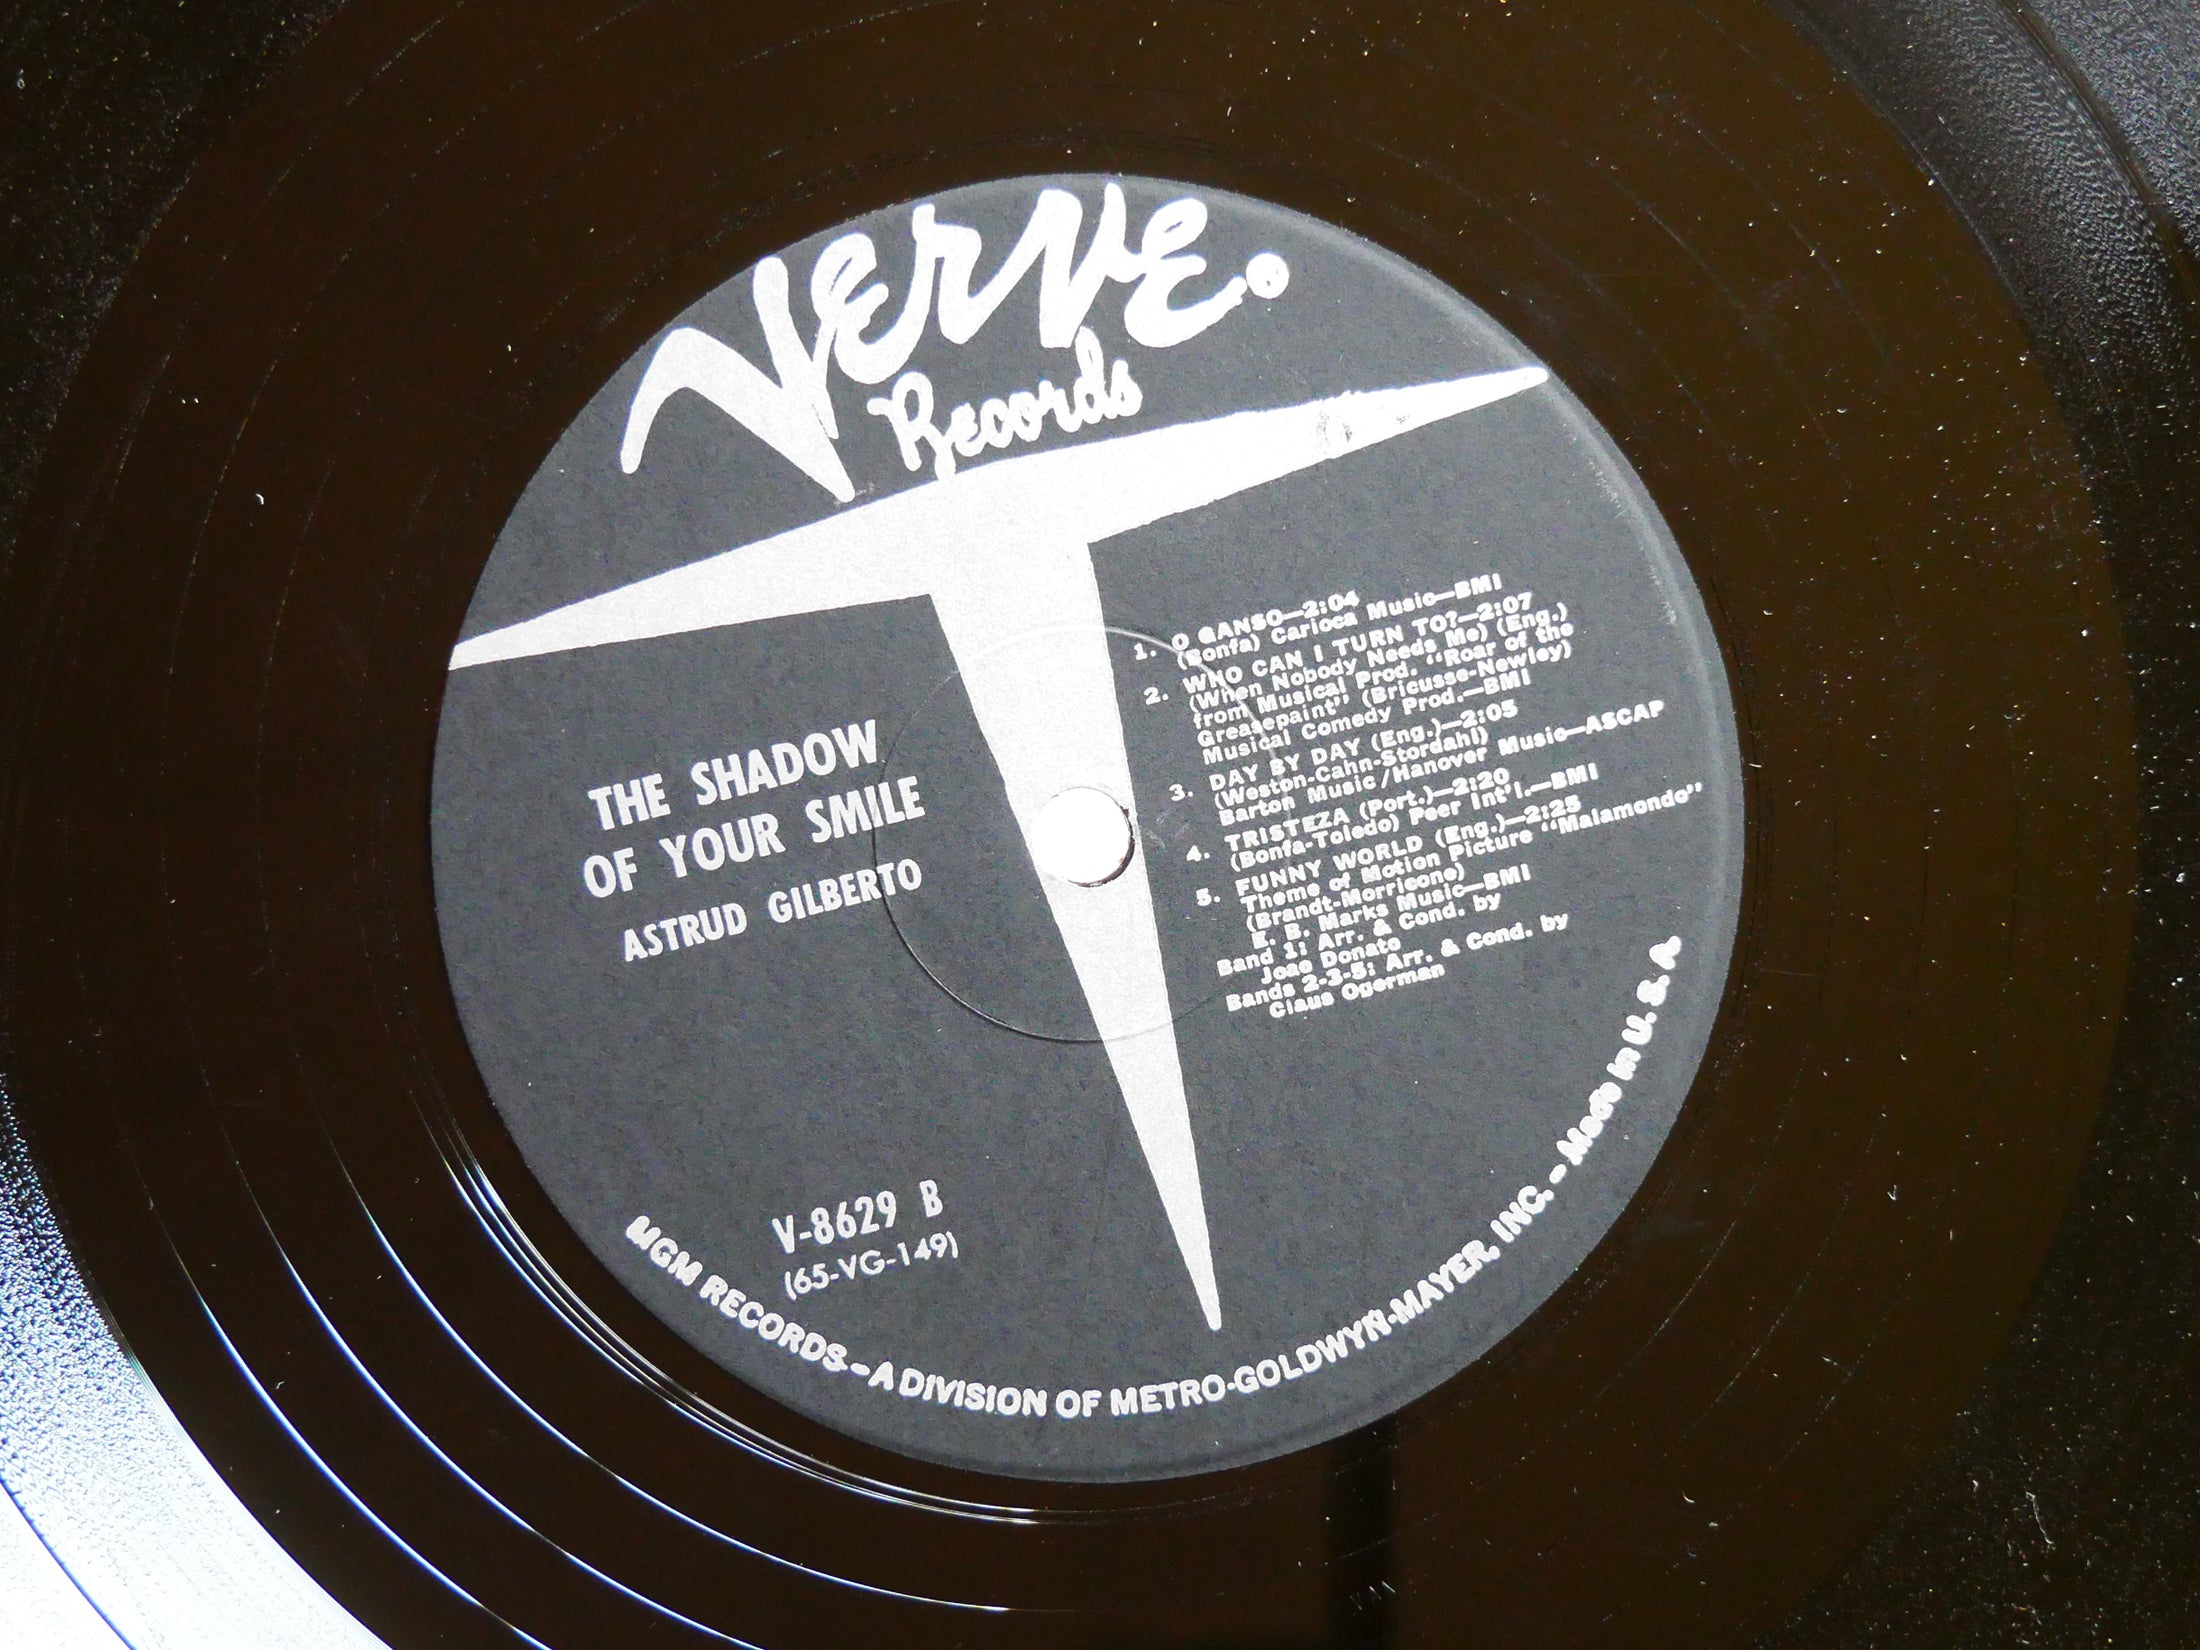 Verve.
Records
THE SHADOW
OF YOUR SMILE
ASTRUD GILBERTO
1. O GANSO—2:04
(Bonfa) Carioca Music—BMI
2. WHO CAN I TURN TO?—2:07
(When Nobody Needs Me) (Eng.)
from Musical Prod. "Roar of the
Greasepaint" (Bricusse-Newley)
Musical Comedy Prod.—BMI
3. DAY BY DAY (Eng.)—2:05
(Weston-Cahn-Stordahl)
Barton Music/Hanover Music—ASCAP
4. TRISTEZA (Port.)—2:20
(Bonfa-Toledo) Peer Int'l.—BMI
5. FUNNY WORLD (Eng.)—2:25
Theme of Motion Picture "Malamondo"
(Brandt-Morricone)
E. B. Marks Music—BMI
Band 1: Arr. & Cond. by
Joao Donato
Bands 2-3-5: Arr. & Cond. by
Claus Ogerman
V-8629 B
(65-VG-149)
MGM RECORDS - A DIVISION OF METRO-GOLDWYN-MAYER, INC. - Made in U. S. A.